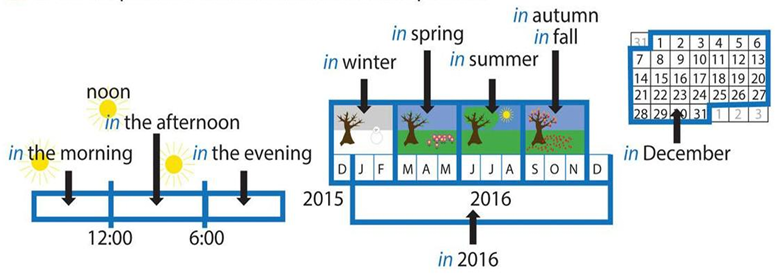 noon
in the afternoon
in the morning
in the evening
12:00
6:00
in winter
in spring
in summer
in autumn
in fall
D J F M A M J J A S O N D
2015
2016
in 2016
31 1 2 3 4 5 6
7 8 9 10 11 12 13
14 15 16 17 18 19 20
21 22 23 24 25 26 27
28 29 30 31 1 2 3
in December